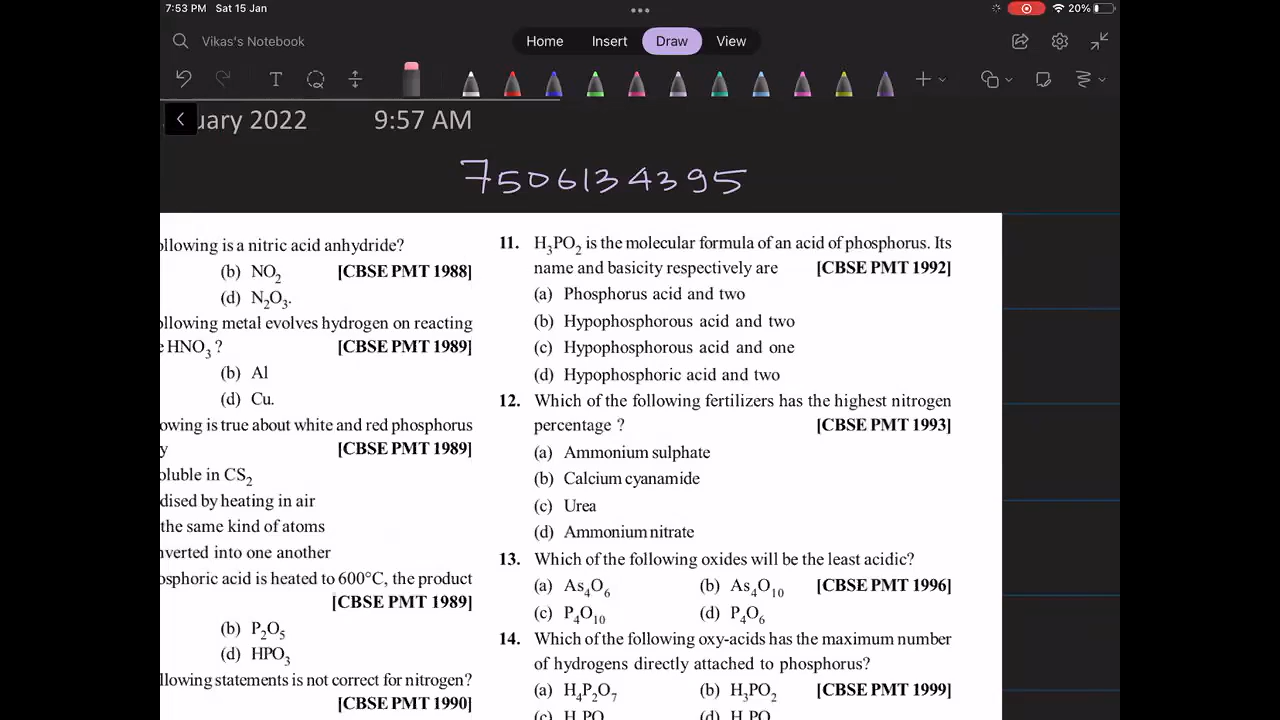 7:53 PM Sat 15 Jan
20%
Vikas's Notebook
Home Insert Draw View
T
uary 2022 9:57 AM
7506134395
ollowing is a nitric acid anhydride?
(b) NO₂ [CBSE PMT 1988]
(d) N₂O₃.
ollowing metal evolves hydrogen on reacting
e HNO₃ ? [CBSE PMT 1989]
(b) Al
(d) Cu.
owing is true about white and red phosphorus
y [CBSE PMT 1989]
oluble in CS₂
dised by heating in air
the same kind of atoms
nverted into one another
osphoric acid is heated to 600°C, the product
[CBSE PMT 1989]
(b) P₂O₅
(d) HPO₃
llowing statements is not correct for nitrogen?
[CBSE PMT 1990]
11. H₃PO₂ is the molecular formula of an acid of phosphorus. Its
name and basicity respectively are [CBSE PMT 1992]
(a) Phosphorus acid and two
(b) Hypophosphorous acid and two
(c) Hypophosphorous acid and one
(d) Hypophosphoric acid and two
12. Which of the following fertilizers has the highest nitrogen
percentage ? [CBSE PMT 1993]
(a) Ammonium sulphate
(b) Calcium cyanamide
(c) Urea
(d) Ammonium nitrate
13. Which of the following oxides will be the least acidic?
(a) As₄O₆ (b) As₄O₁₀ [CBSE PMT 1996]
(c) P₄O₁₀ (d) P₄O₆
14. Which of the following oxy-acids has the maximum number
of hydrogens directly attached to phosphorus?
(a) H₄P₂O₇ (b) H₃PO₂ [CBSE PMT 1999]
(c) H PO (d) H PO